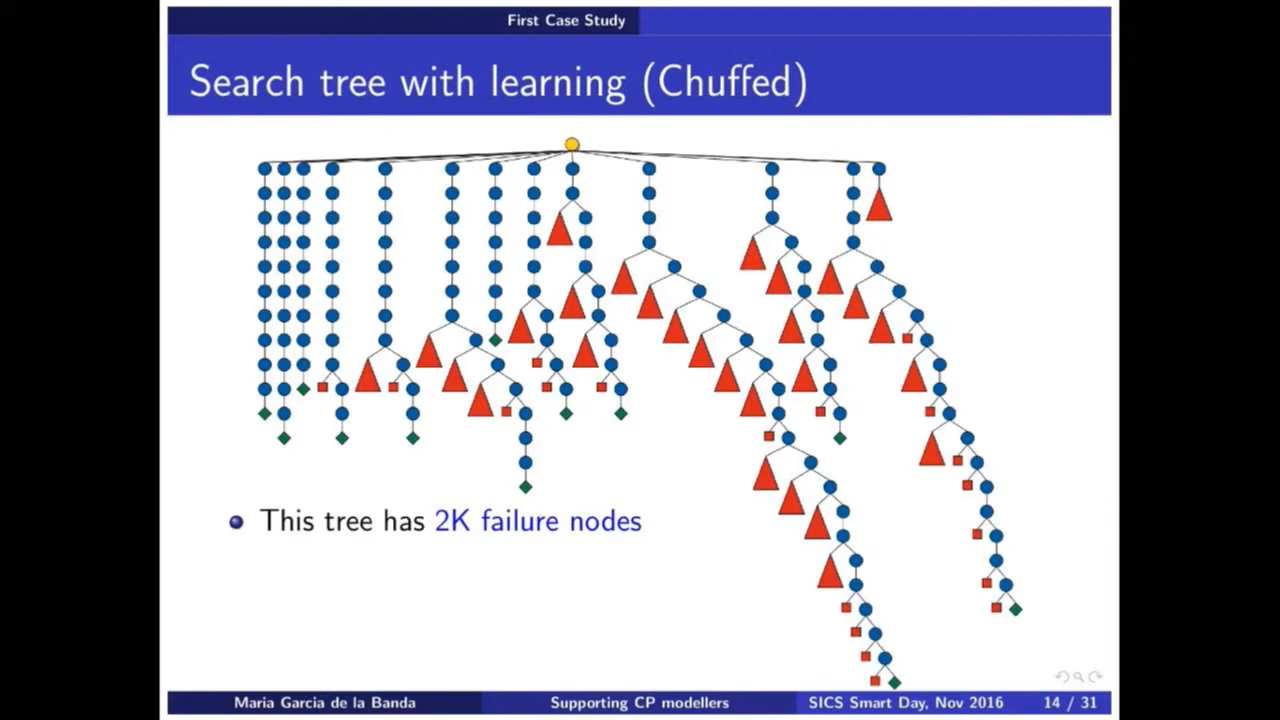 First Case Study
Search tree with learning (Chuffed)
This tree has 2K failure nodes
Maria Garcia de la Banda
Supporting CP modellers
SICS Smart Day, Nov 2016
14 / 31